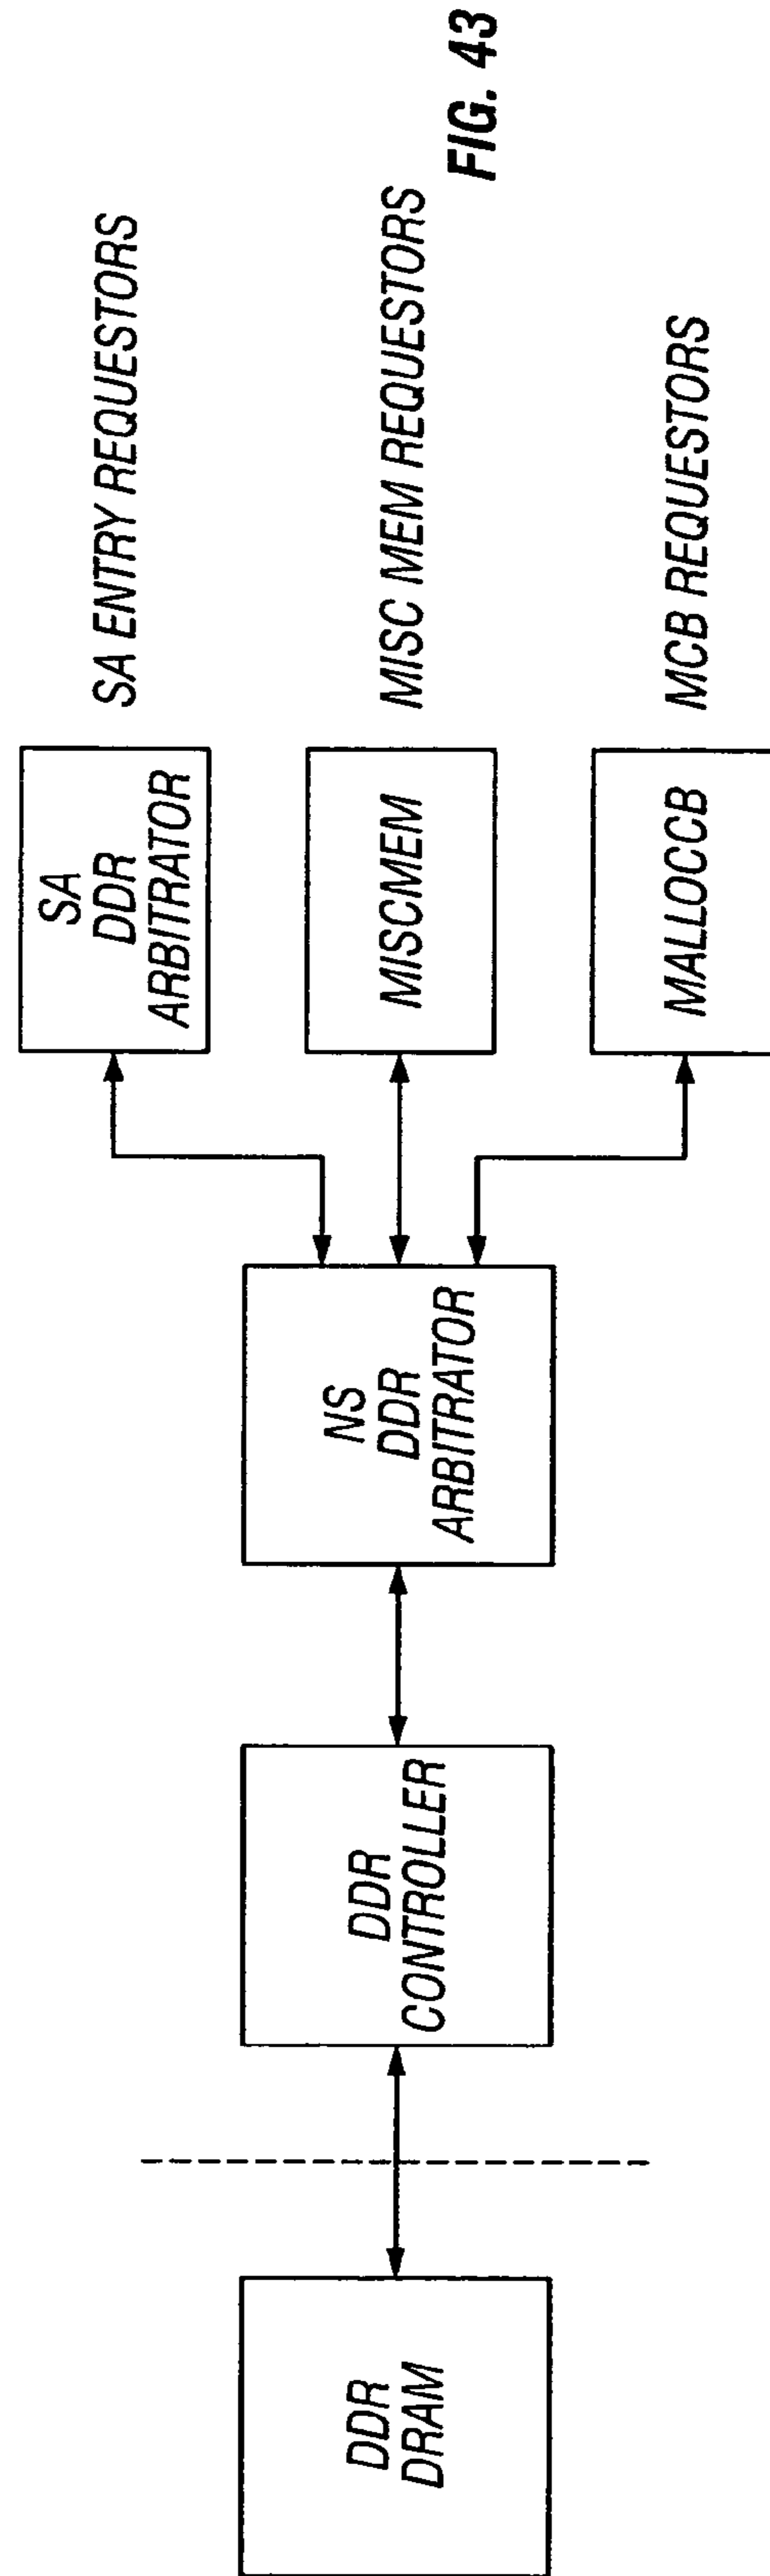 DDR
DRAM
DDR
CONTROLLER
NS
DDR
ARBITRATOR
SA
DDR
ARBITRATOR
SA ENTRY REQUESTORS
MISCMEM
MISC MEM REQUESTORS
MALLOCCB
MCB REQUESTORS
FIG. 43